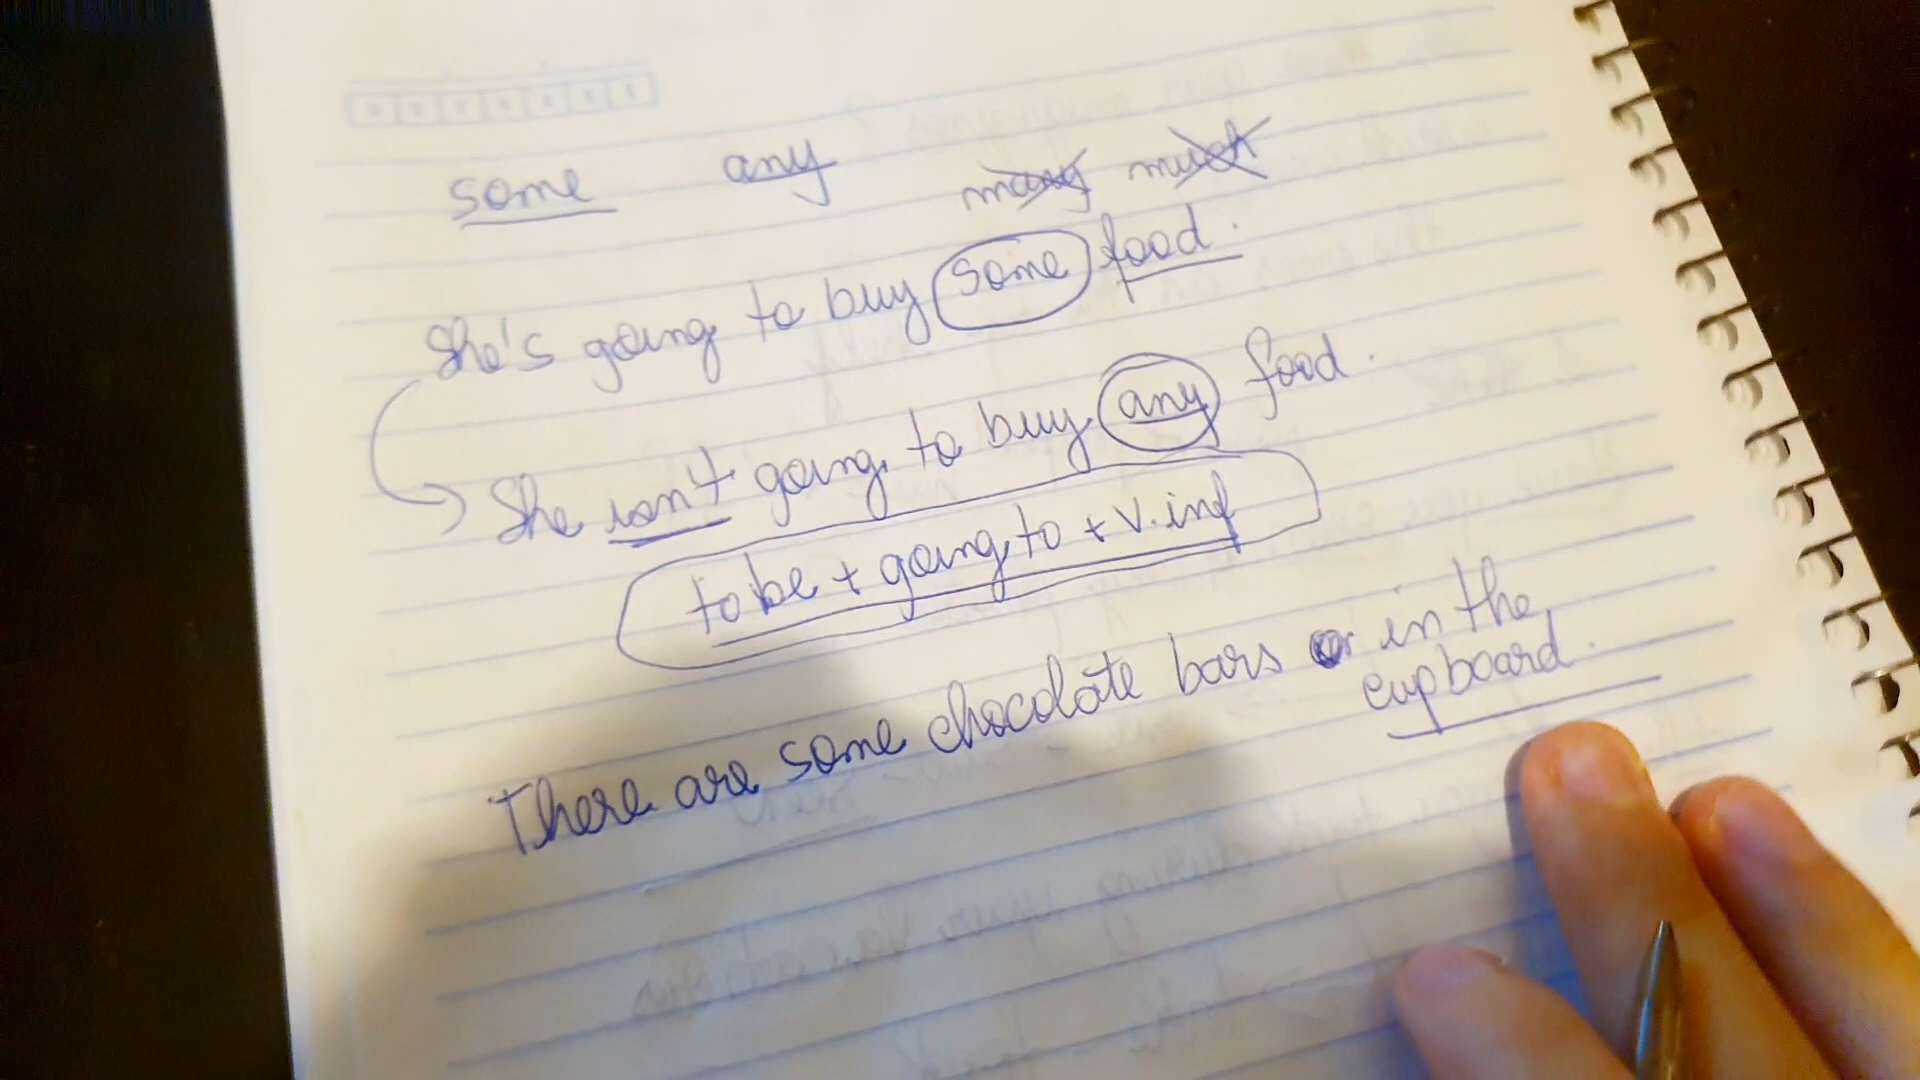 some any many much
She's going to buy some food.
She isn't going to buy any food.
to be + going to + v.inf
There are some chocolate bars or in the
cupboard.